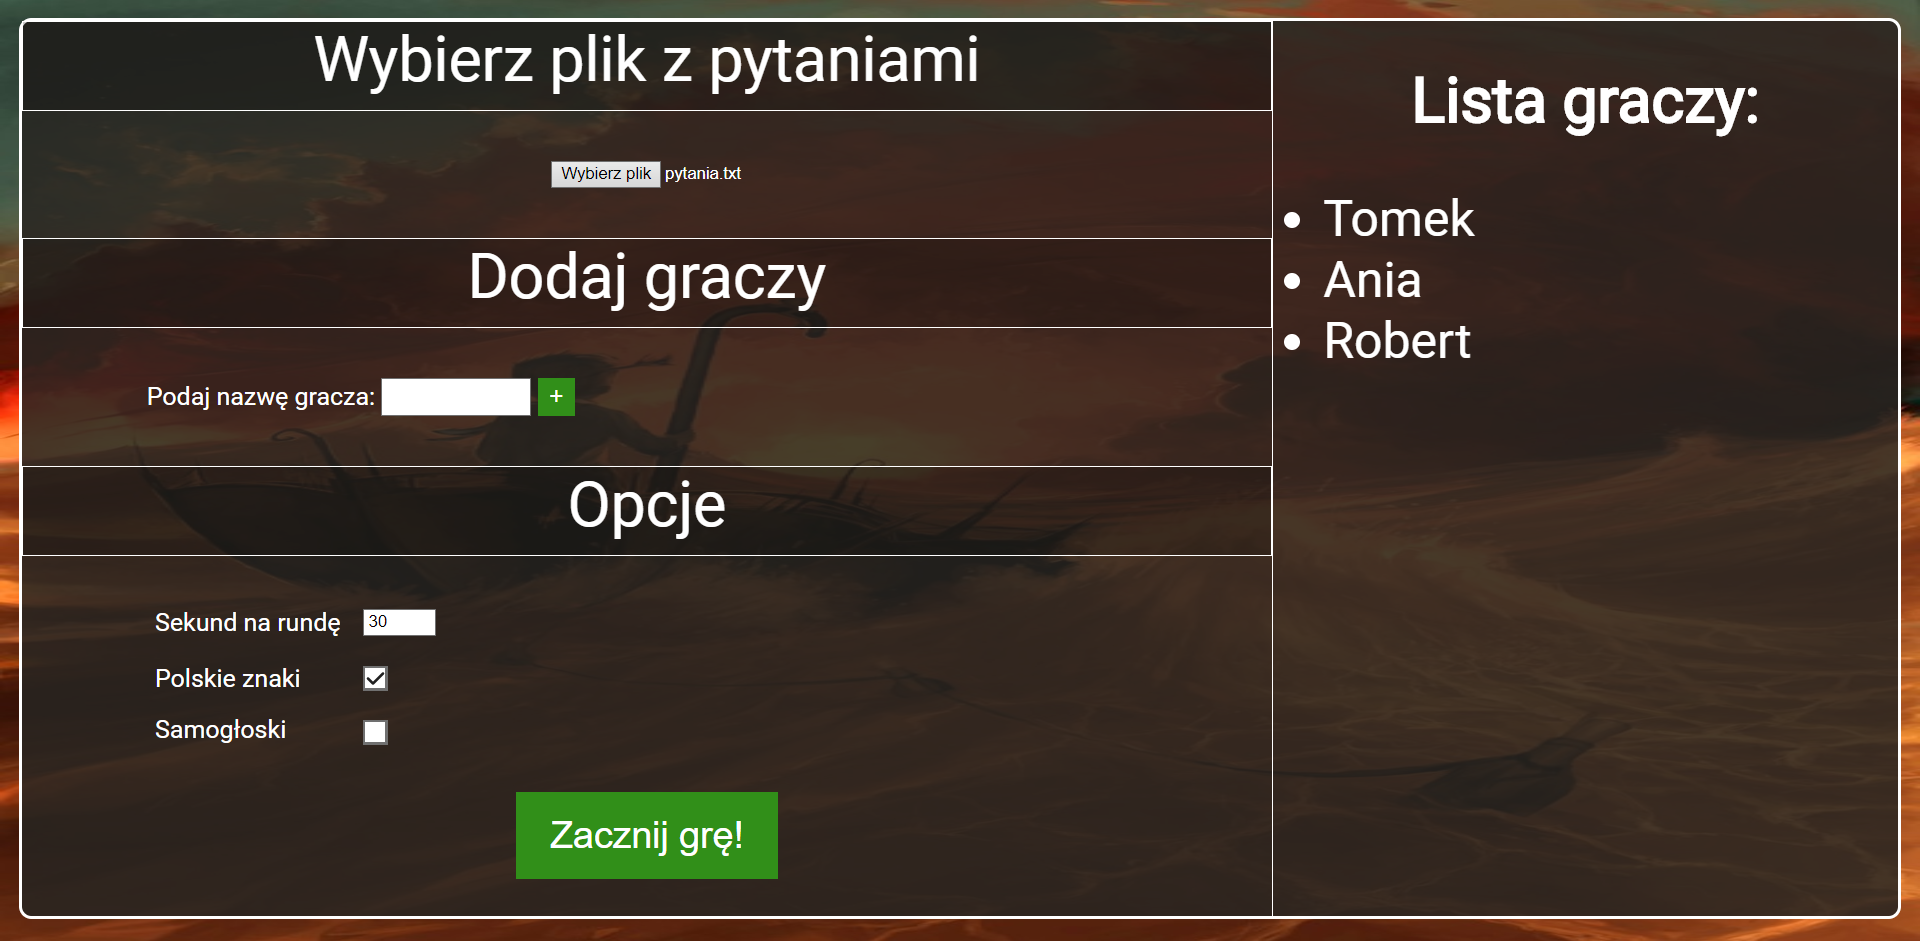 Wybierz plik z pytaniami
Wybierz plik pytania.txt
Dodaj graczy
Podaj nazwę gracza: +
Opcje
Sekund na rundę 30
Polskie znaki
Samogłoski
Zacznij grę!
Lista graczy:
Tomek
Ania
Robert